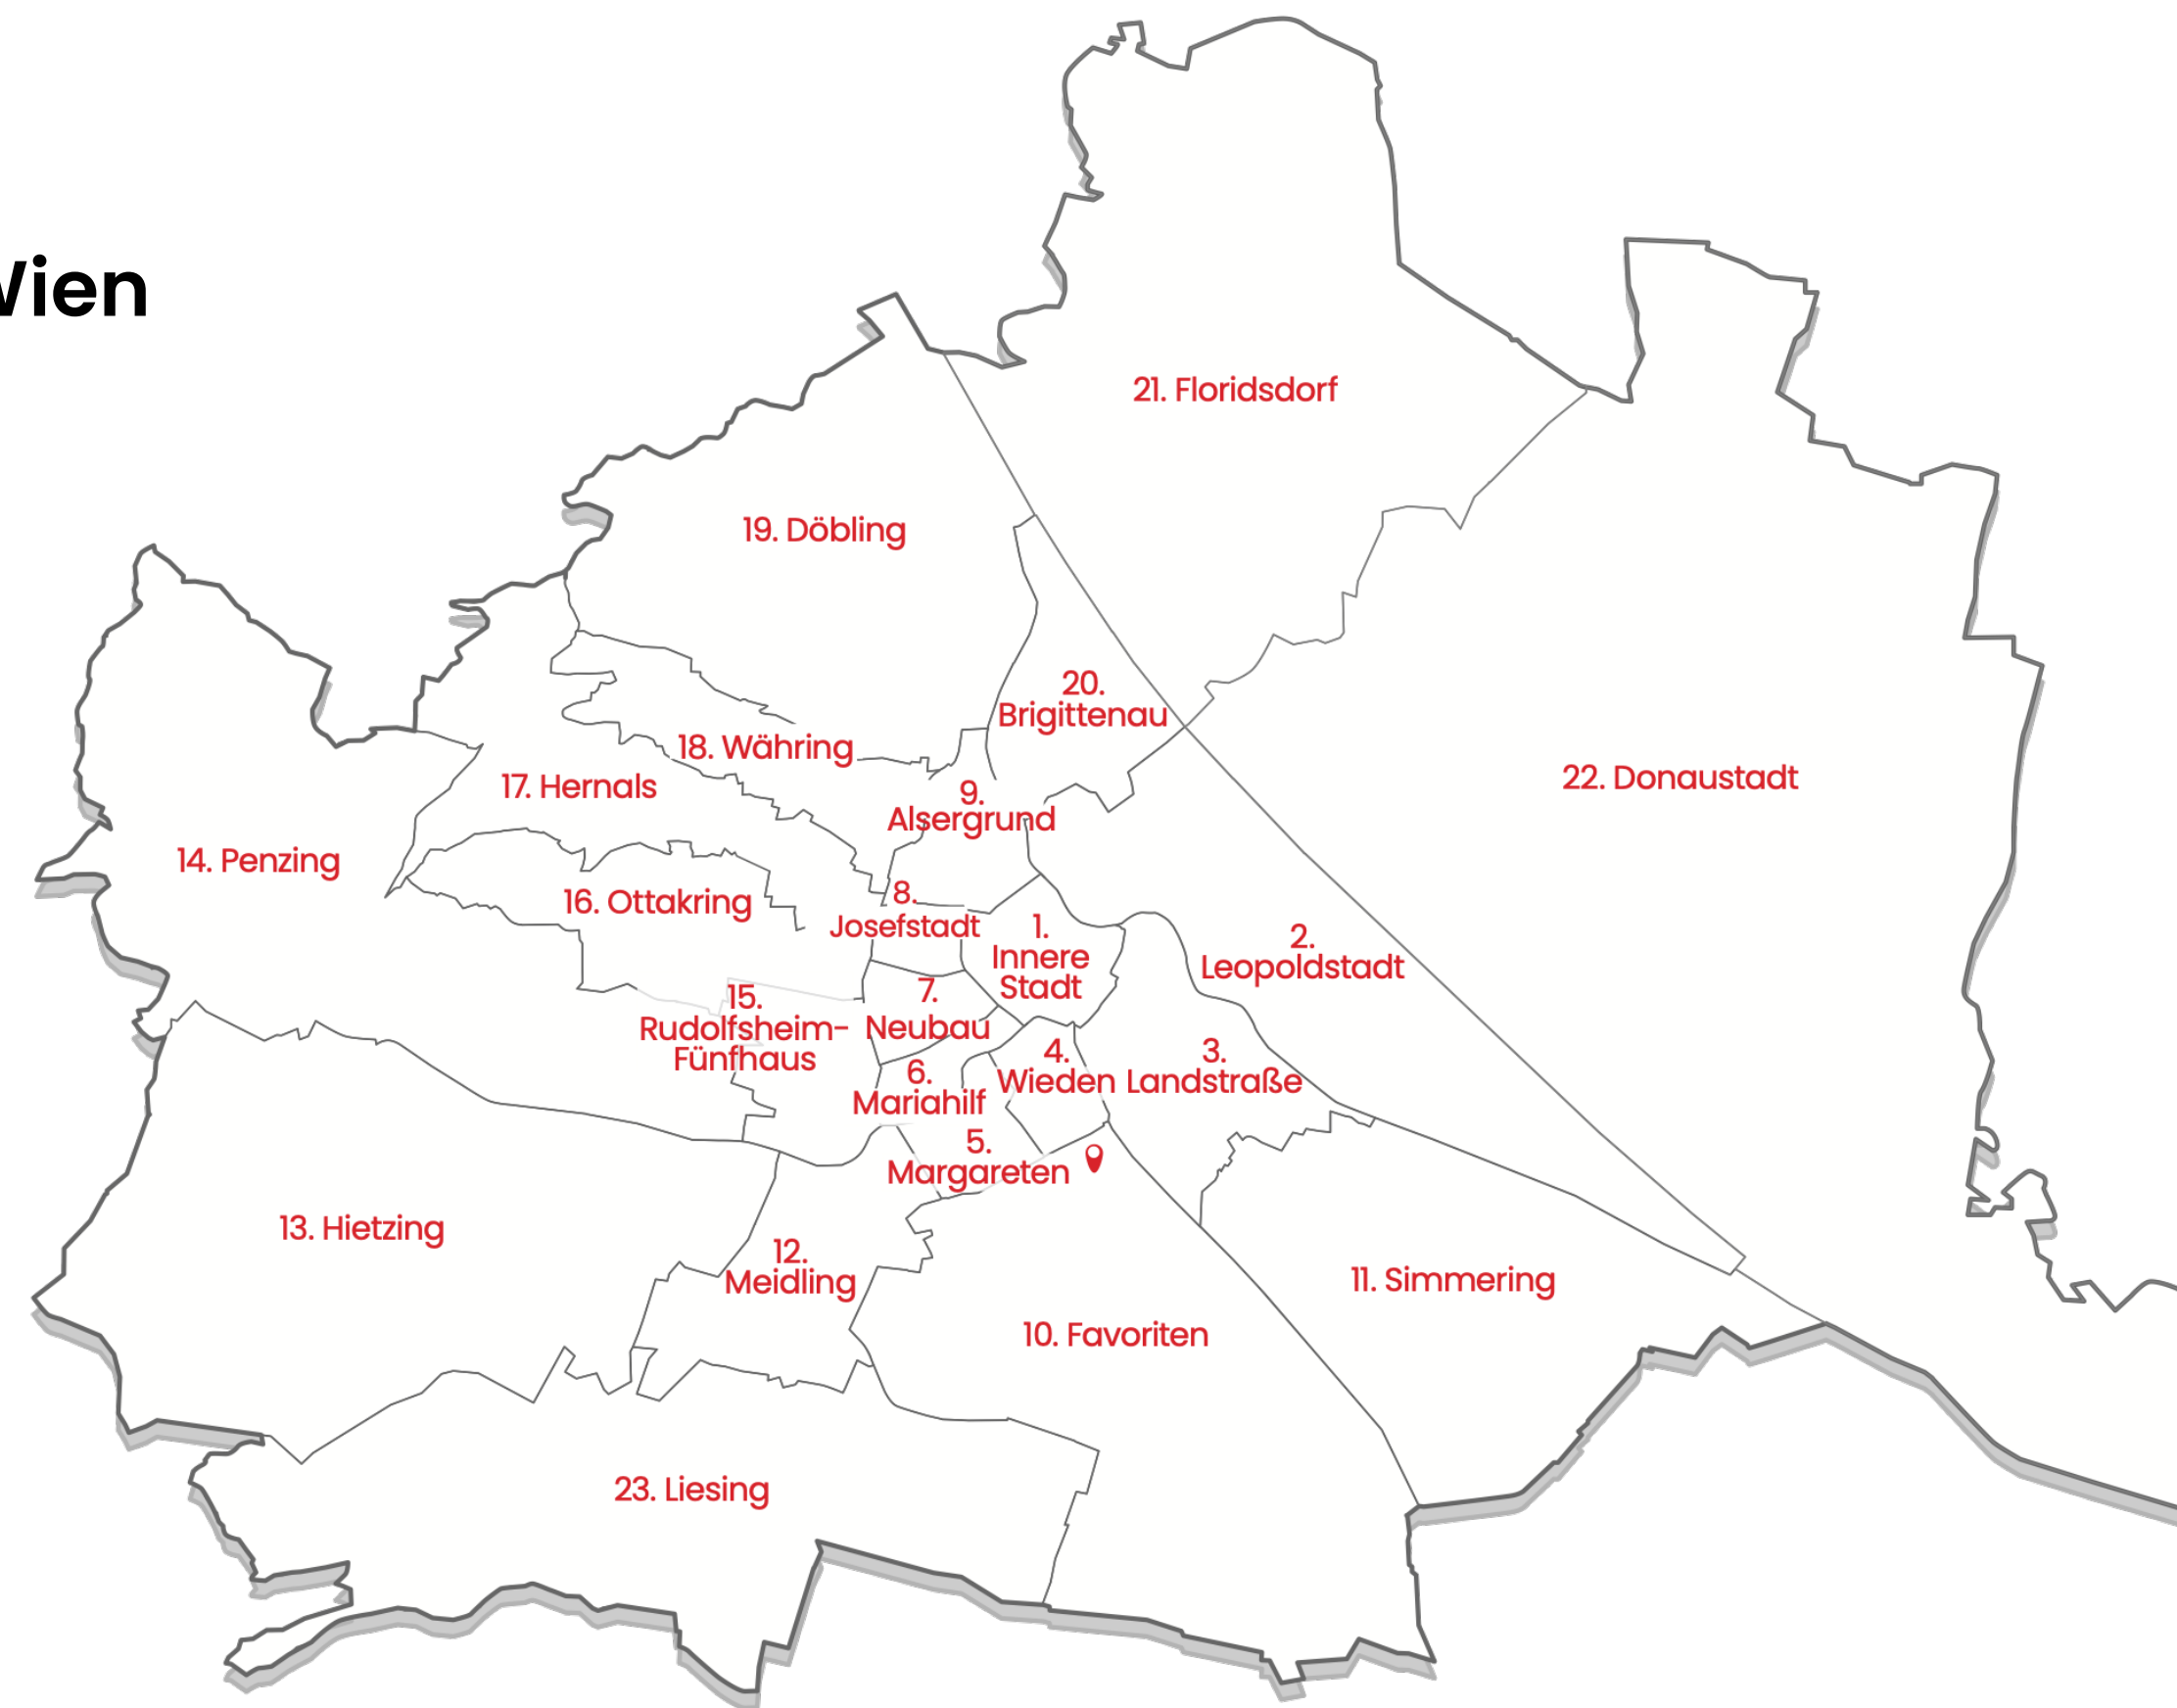 Wien
21. Floridsdorf
19. Döbling
20.
Brigittenau
18. Währing
22. Donaustadt
17. Hernals
9.
Alsergrund
14. Penzing
16. Ottakring
8.
Josefstadt
1.
Innere
Stadt
2.
Leopoldstadt
15.
Rudolfsheim-
Fünfhaus
7.
Neubau
4.
Wieden
3.
Landstraße
6.
Mariahilf
5.
Margareten
13. Hietzing
12.
Meidling
11. Simmering
10. Favoriten
23. Liesing